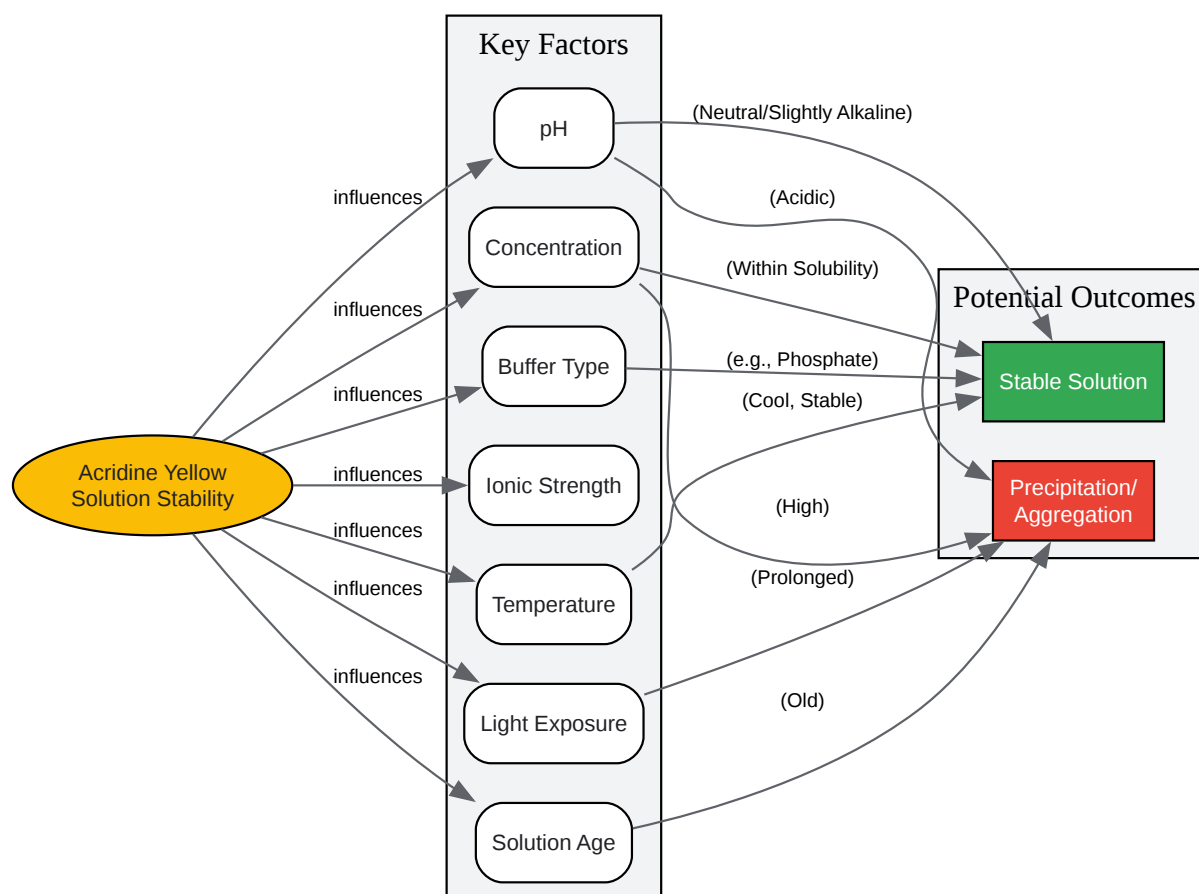 Key Factors
pH
(Neutral/Slightly Alkaline)
influences
(Acidic)
Concentration
(Within Solubility)
Potential Outcomes
influences
Buffer Type
(e.g., Phosphate)
Stable Solution
influences
(Cool, Stable)
Acridine Yellow
Solution Stability
influences
Ionic Strength
Precipitation/
Aggregation
influences
(High)
Temperature
(Prolonged)
influences
Light Exposure
influences
(Old)
Solution Age